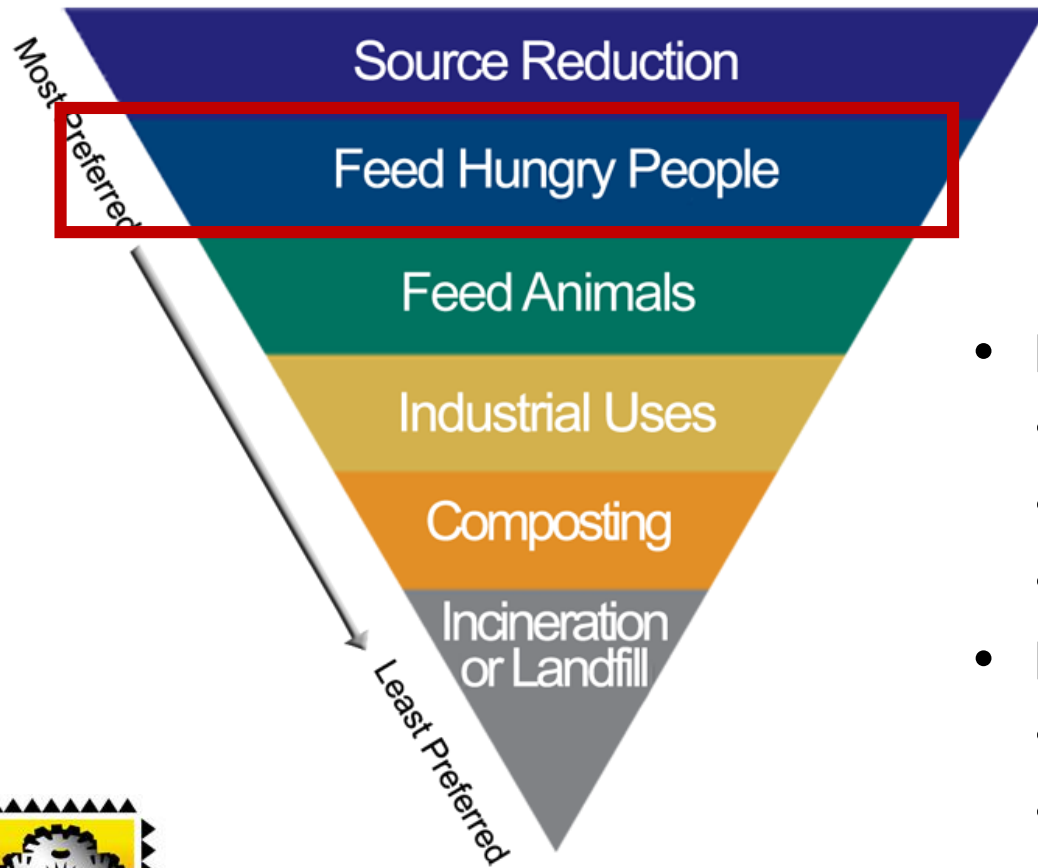 Most Preferred
Source Reduction
Feed Hungry People
Feed Animals
Industrial Uses
Composting
Incineration
or Landfill
Least Preferred